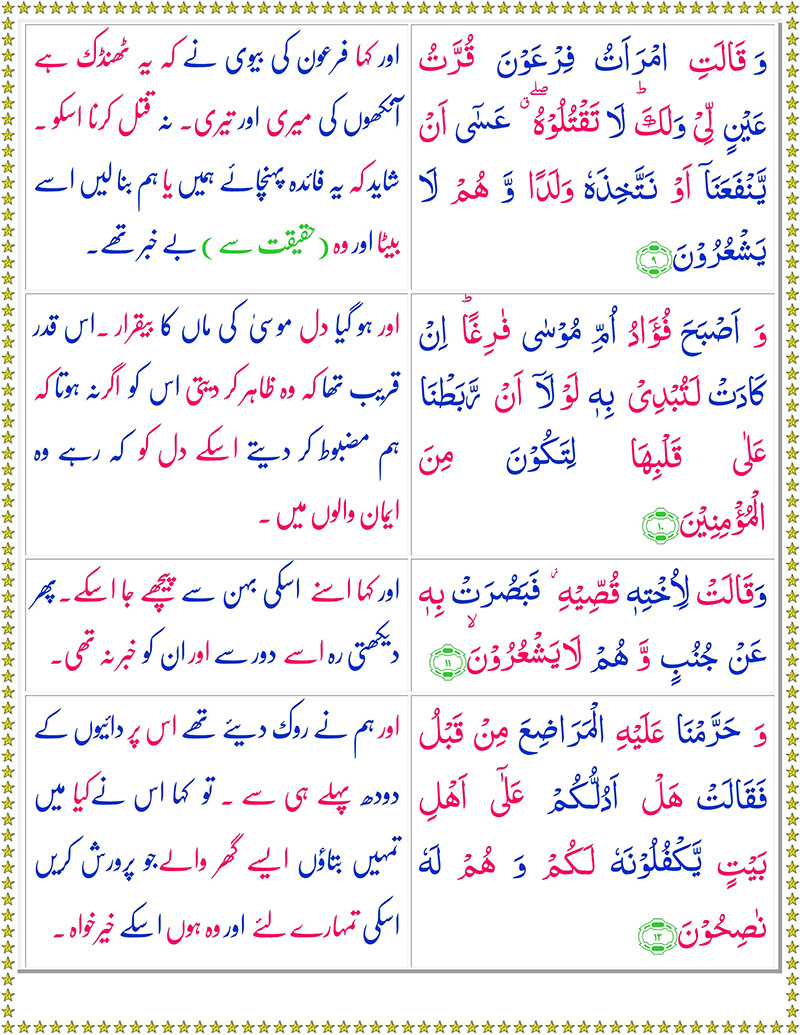 وَ قَالَتِ امْرَاَتُ فِرْعَوْنَ قُرَّتُ
عَيْنٍ لِّيْ وَلَكَ ؕ لَا تَقْتُلُوْهُ ۖۗ عَسٰٓى اَنْ
يَّنْفَعَنَاۤ اَوْ نَتَّخِذَهٗ وَلَدًا وَّ هُمْ لَا
يَشْعُرُوْنَ ۹
اور کہا فرعون کی بیوی نے کہ یہ ٹھنڈک ہے
آنکھوں کی میری اور تیری۔ نہ قتل کرنا اسکو ۔
شاید کہ یہ فائدہ پہنچائے ہمیں یا ہم بنا لیں اسے
بیٹا اور وہ (حقیقت سے ) بے خبر تھے۔
وَ اَصْبَحَ فُؤَادُ اُمِّ مُوْسٰى فٰرِغًا ؕ اِنْ
كَادَتْ لَتُبْدِيْ بِهٖ لَوْ لَاۤ اَنْ رَّبَطْنَا
عَلٰى قَلْبِهَا لِتَكُوْنَ مِنَ
الْمُؤْمِنِيْنَ ۱۰
اور ہو گیا دل موسیٰ کی ماں کا بیقرار ۔اس قدر
قریب تھا کہ وہ ظاہر کر دیتی اس کو اگر نہ ہوتا کہ
ہم مضبوط کر دیتے اسکے دل کو کہ رہے وہ
ایمان والوں میں ۔
وَقَالَتْ لِاُخْتِهٖ قُصِّيْهِ ؗ فَبَصُرَتْ بِهٖ
عَنْ جُنُبٍ وَّ هُمْ لَا يَشْعُرُوْنَ ۙ ۱۱
اور کہا اسنے اسکی بہن سے پیچھے جا اسکے۔پھر
دیکھتی رہ اسے دور سے اور ان کو خبر نہ تھی۔
وَ حَرَّمْنَا عَلَيْهِ الْمَرَاضِعَ مِنْ قَبْلُ
فَقَالَتْ هَلْ اَدُلُّكُمْ عَلٰٓى اَهْلِ
بَيْتٍ يَّكْفُلُوْنَهٗ لَكُمْ وَ هُمْ لَهٗ
نٰصِحُوْنَ ۱۲
اور ہم نے روک دیئے تھے اس پر دائیوں کے
دودھ پہلے ہی سے ۔ تو کہا اس نے کیا میں
تمہیں بتاؤں ایسے گھر والے جو پرورش کریں
اسکی تمہارے لئے اور وہ ہوں اسکے خیرخواہ ۔